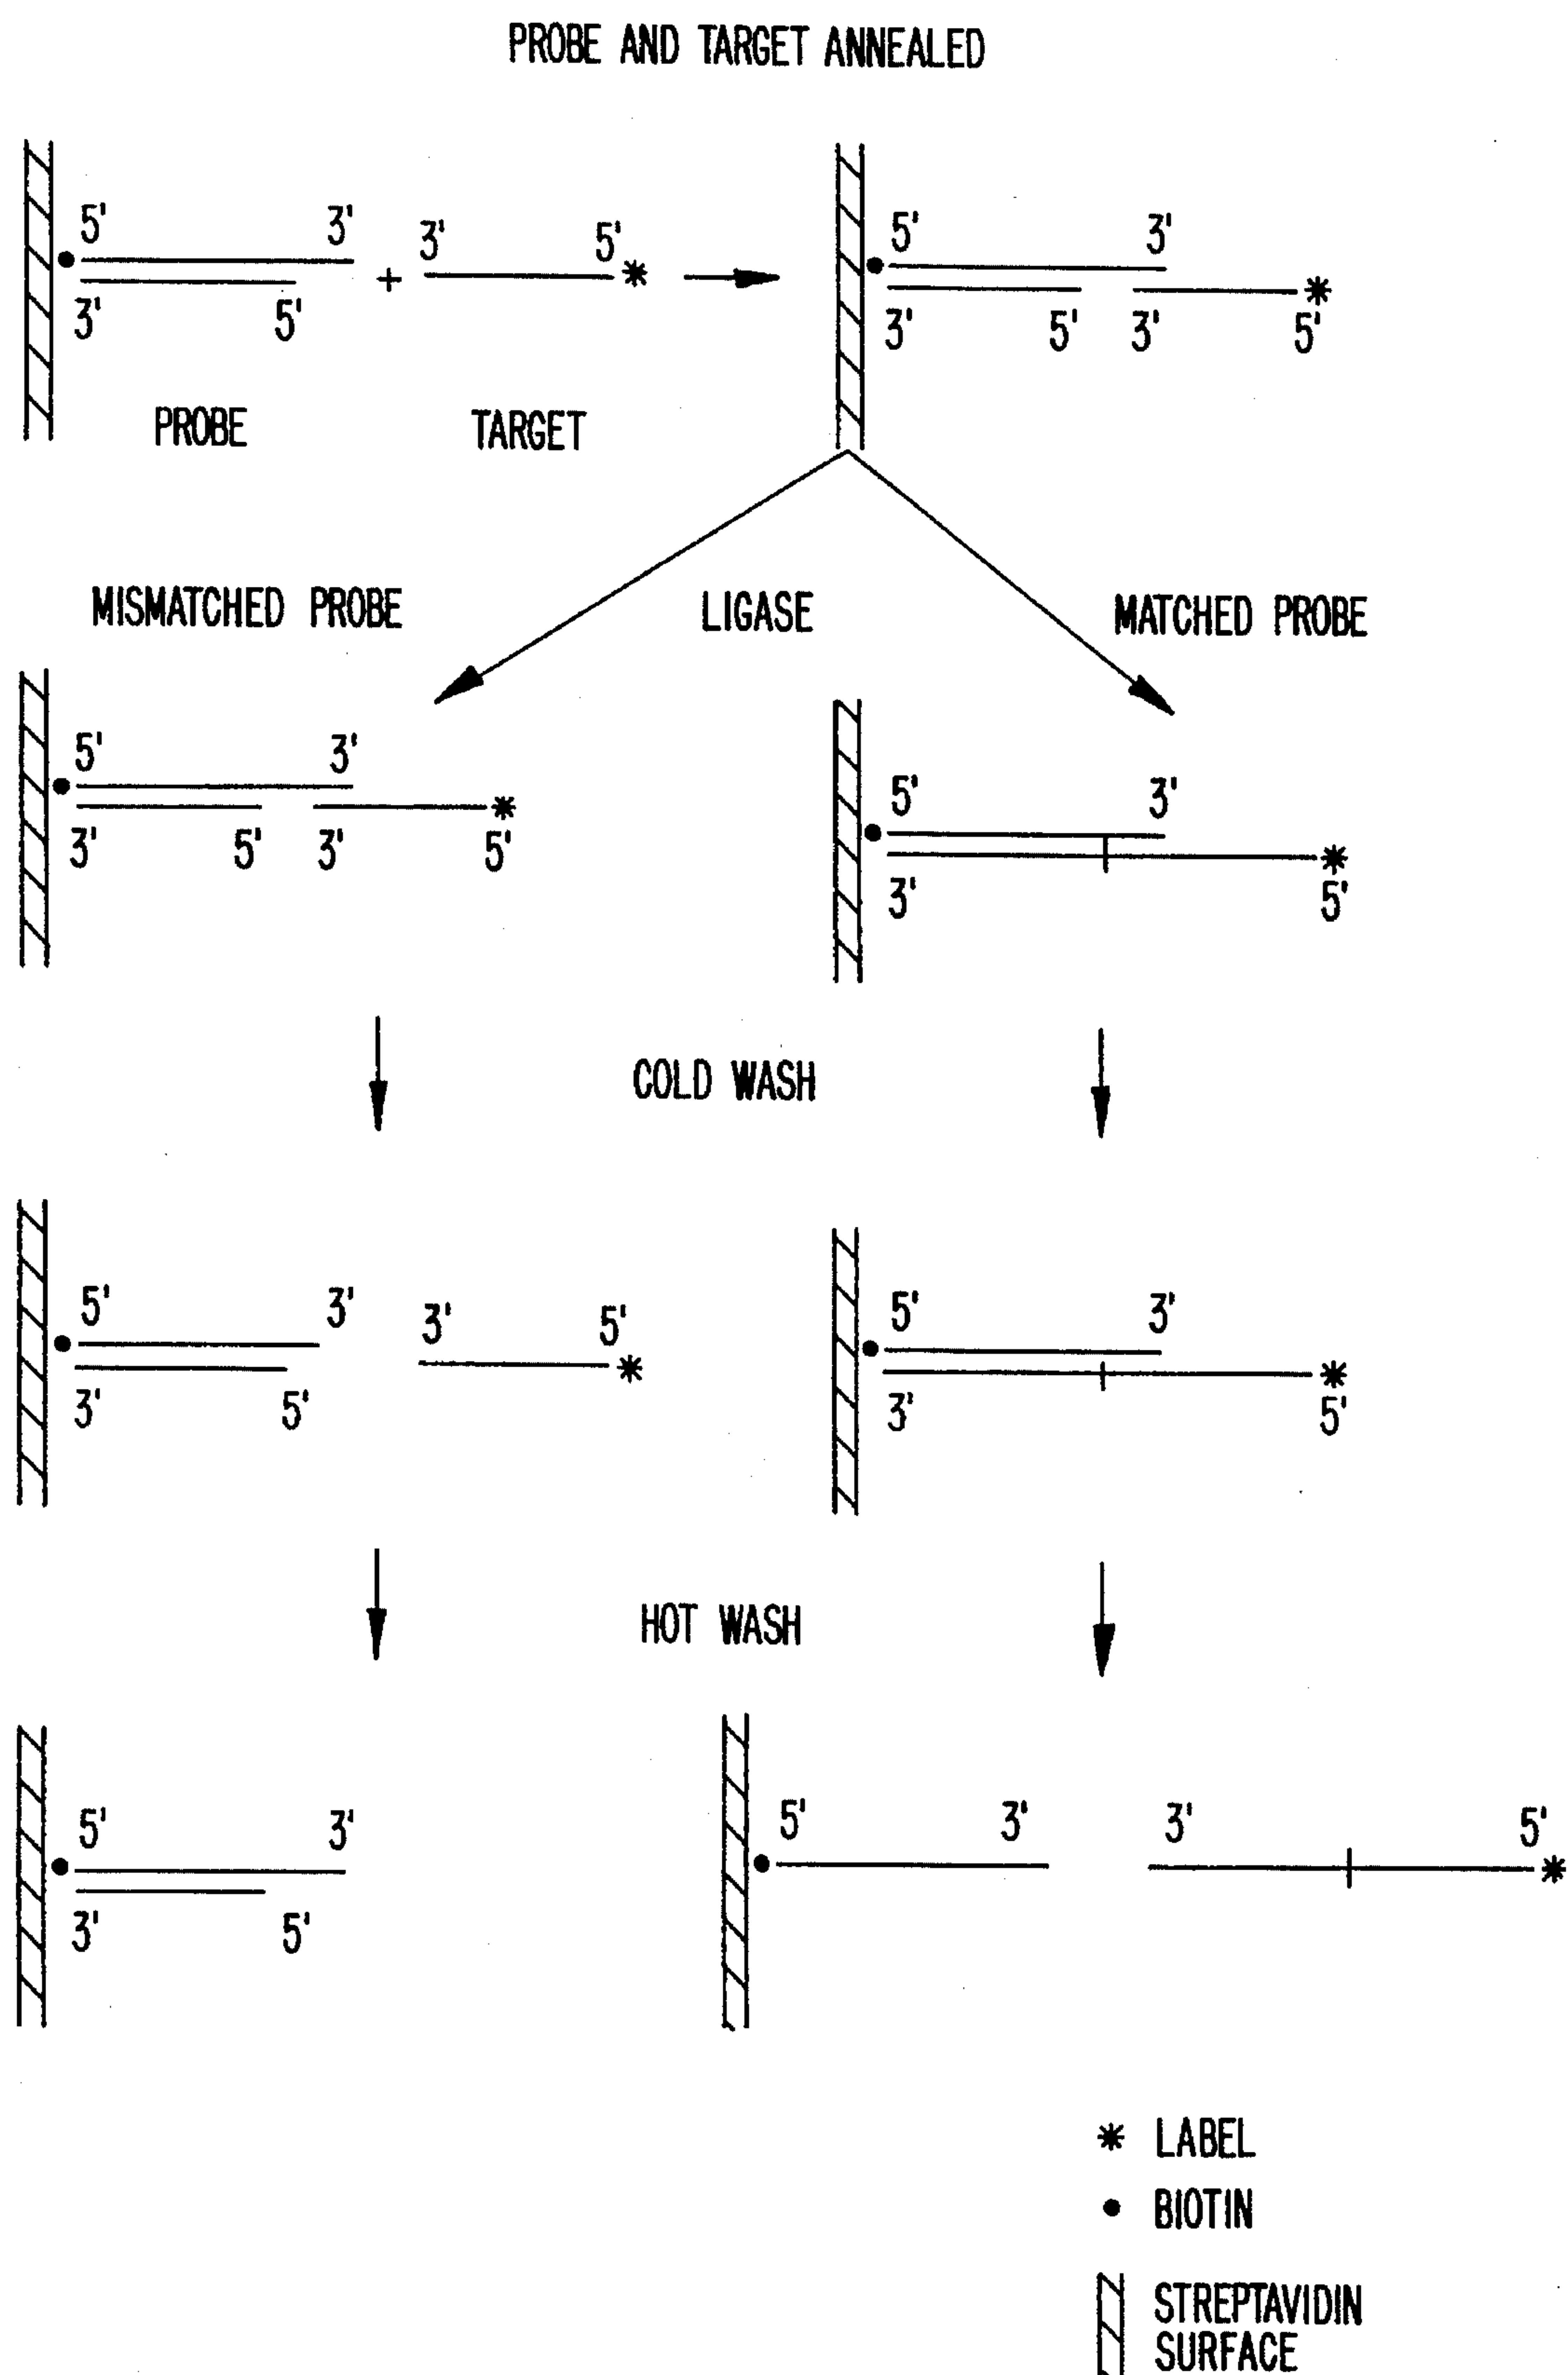 PROBE AND TARGET ANNEALED
5' 3' 3' 5' * 5' 3'
+
* 3' 5' 3' 5' 3' 5'
PROBE TARGET
MISMATCHED PROBE LIGASE MATCHED PROBE
5' 3' 5' 3'
* *
3' 5' 3' 5' 3' 5'
COLD WASH
5' 3' 3' 5' 5' 3'
* *
3' 5' 3' 5'
HOT WASH
5' 3' 5' 3' 3' 5'
*
3' 5'
* LABEL
• BIOTIN
STREPTAVIDIN
SURFACE